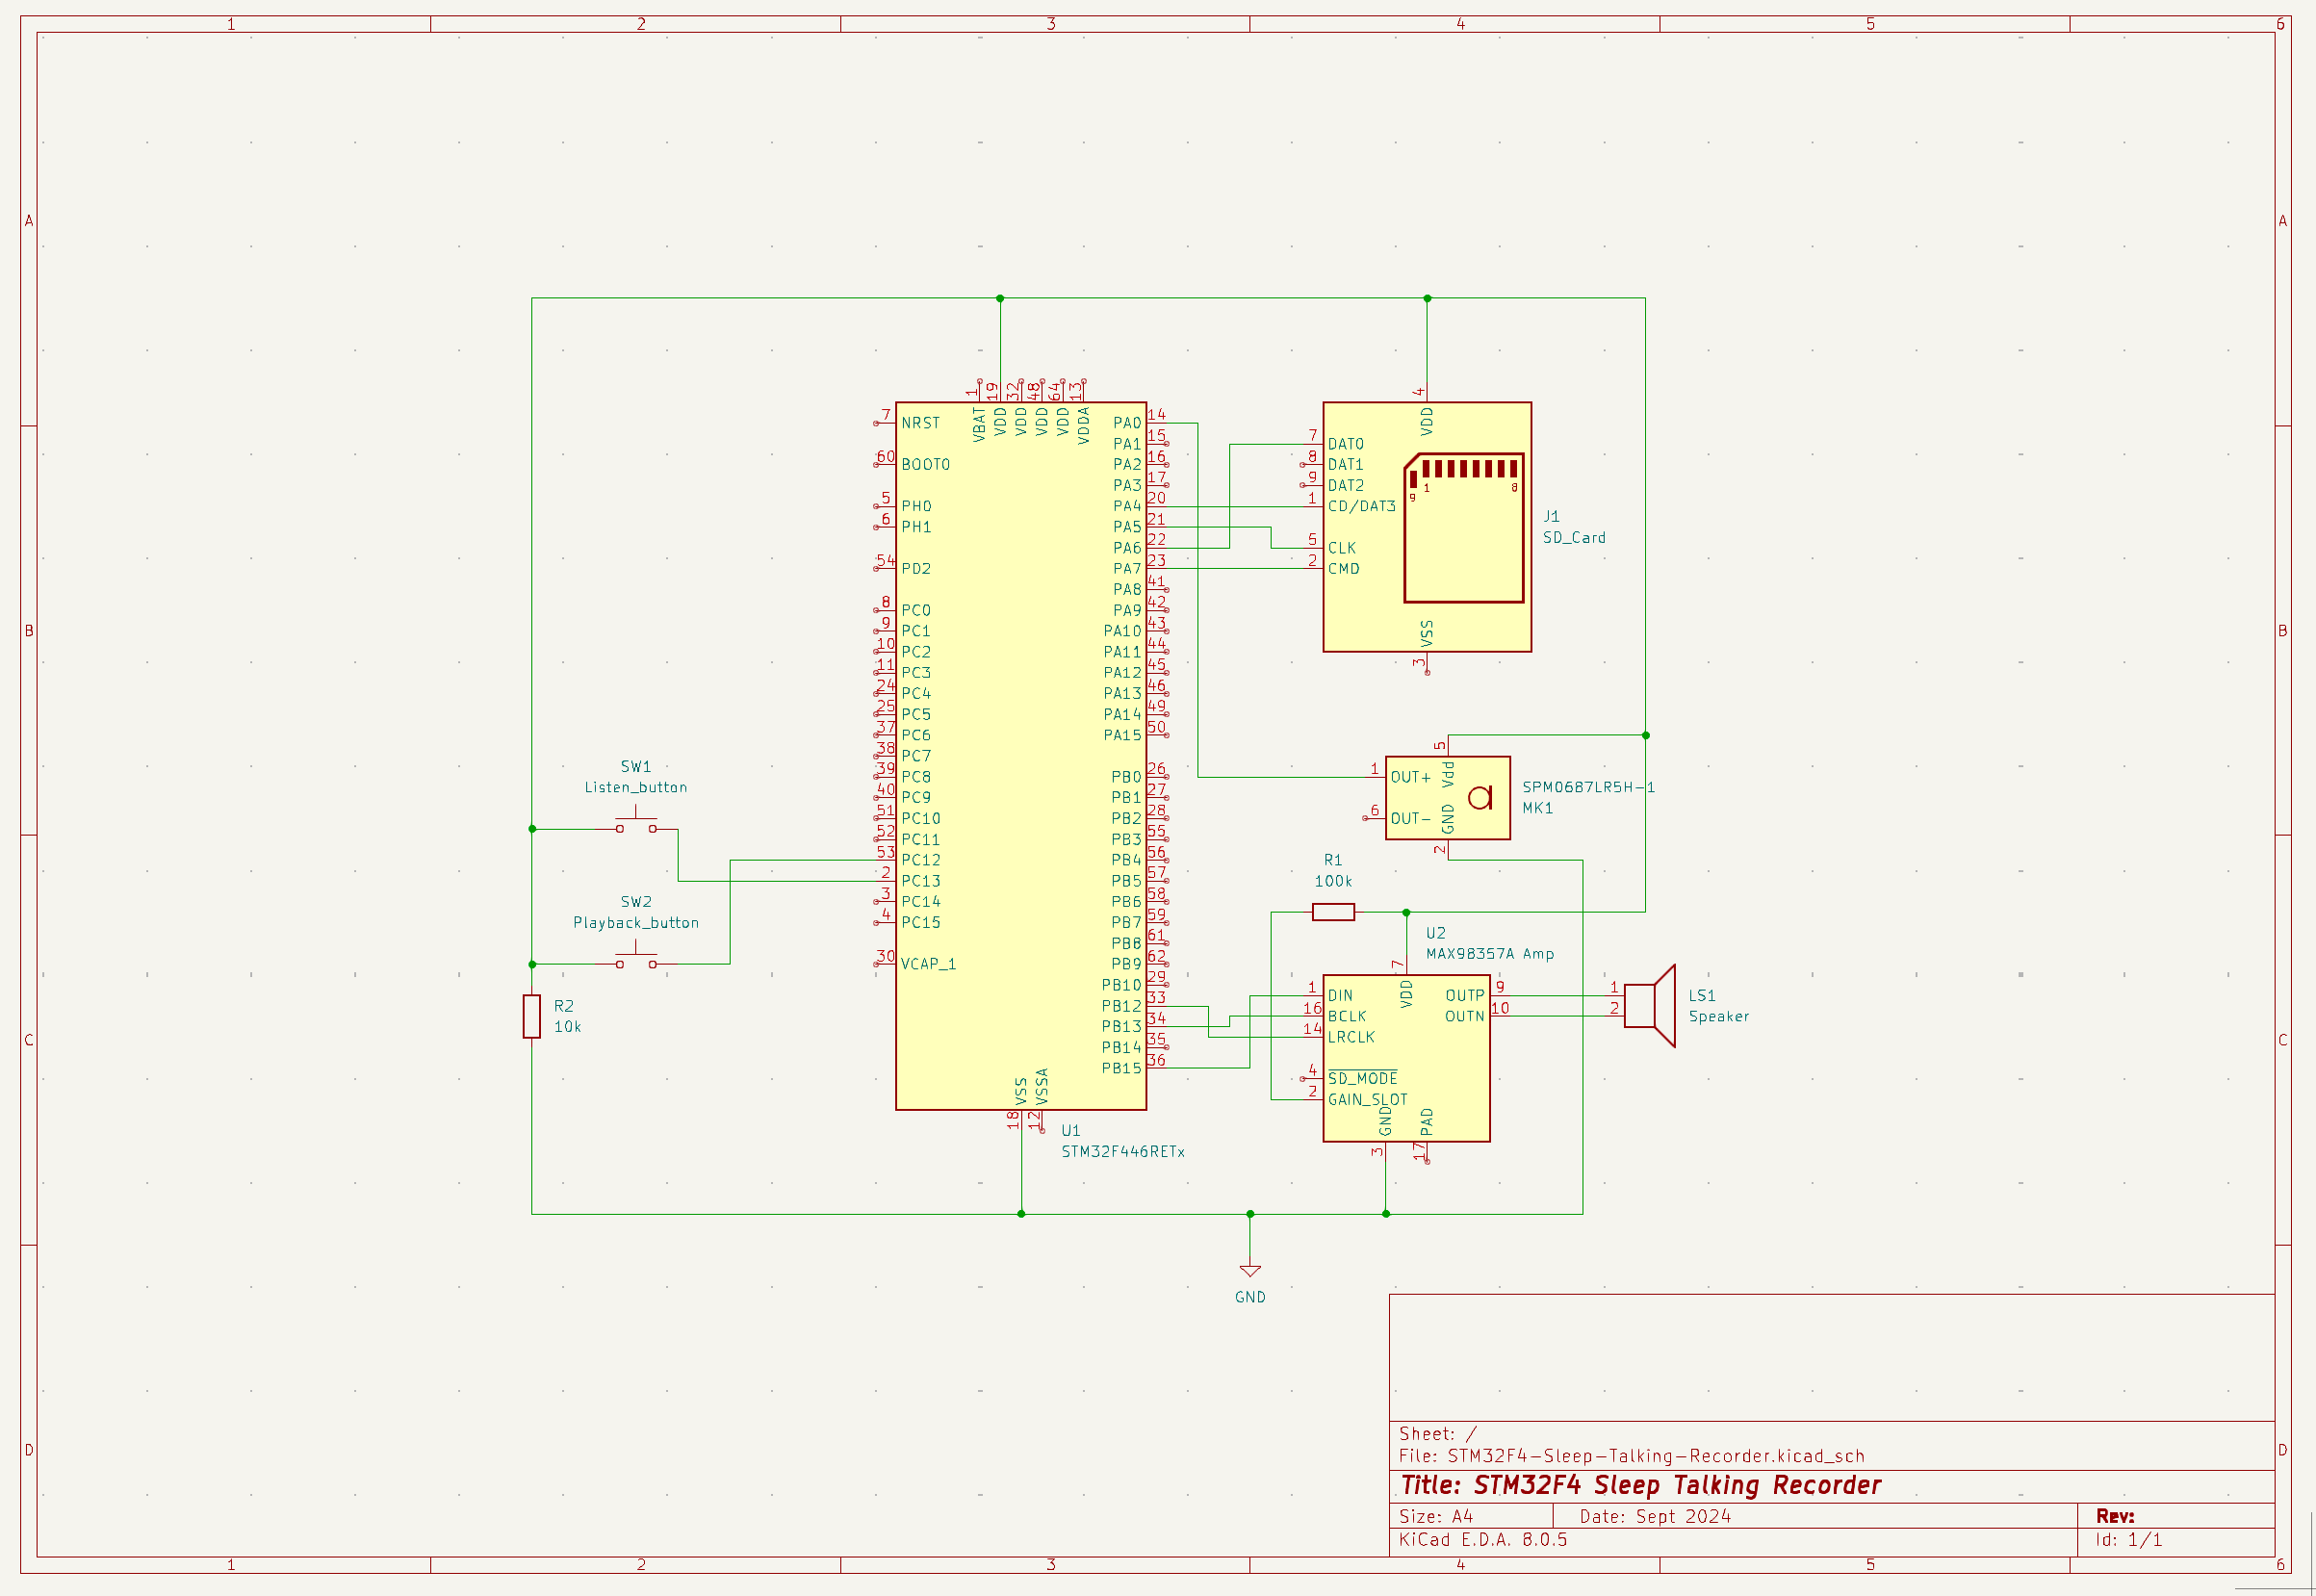 1 2 3 4 5 6
A A
B B
C C
D D
1 19 32 48 64 13
VBAT VDD VDD VDD VDD VDDA
7 NRST
60 BOOT0
5 PH0
6 PH1
54 PD2
8 PC0
9 PC1
10 PC2
11 PC3
24 PC4
25 PC5
37 PC6
38 PC7
39 PC8
40 PC9
51 PC10
52 PC11
53 PC12
2 PC13
3 PC14
4 PC15
30 VCAP_1
PA0 14
PA1 15
PA2 16
PA3 17
PA4 20
PA5 21
PA6 22
PA7 23
PA8 41
PA9 42
PA10 43
PA11 44
PA12 45
PA13 46
PA14 49
PA15 50
PB0 26
PB1 27
PB2 28
PB3 55
PB4 56
PB5 57
PB6 58
PB7 59
PB8 61
PB9 62
PB10 29
PB12 33
PB13 34
PB14 35
PB15 36
VSS VSSA
18 12
U1
STM32F446RETx
SW1
Listen_button
SW2
Playback_button
R2
10k
4
VDD
7 DAT0
8 DAT1
9 DAT2
1 CD/DAT3
5 CLK
2 CMD
9 1 8
VSS
3
J1
SD_Card
5
Vdd
1 OUT+
6 OUT-
GND
2
SPM0687LR5H-1
MK1
R1
100k
U2
MAX98357A Amp
7
VDD
1 DIN
16 BCLK
14 LRCLK
4 SD_MODE
2 GAIN_SLOT
OUTP 9
OUTN 10
GND PAD
3 17
1
2
LS1
Speaker
GND
Sheet: /
File: STM32F4-Sleep-Talking-Recorder.kicad_sch
Title: STM32F4 Sleep Talking Recorder
Size: A4 Date: Sept 2024 Rev:
KiCad E.D.A. 8.0.5 Id: 1/1
1 2 3 4 5 6